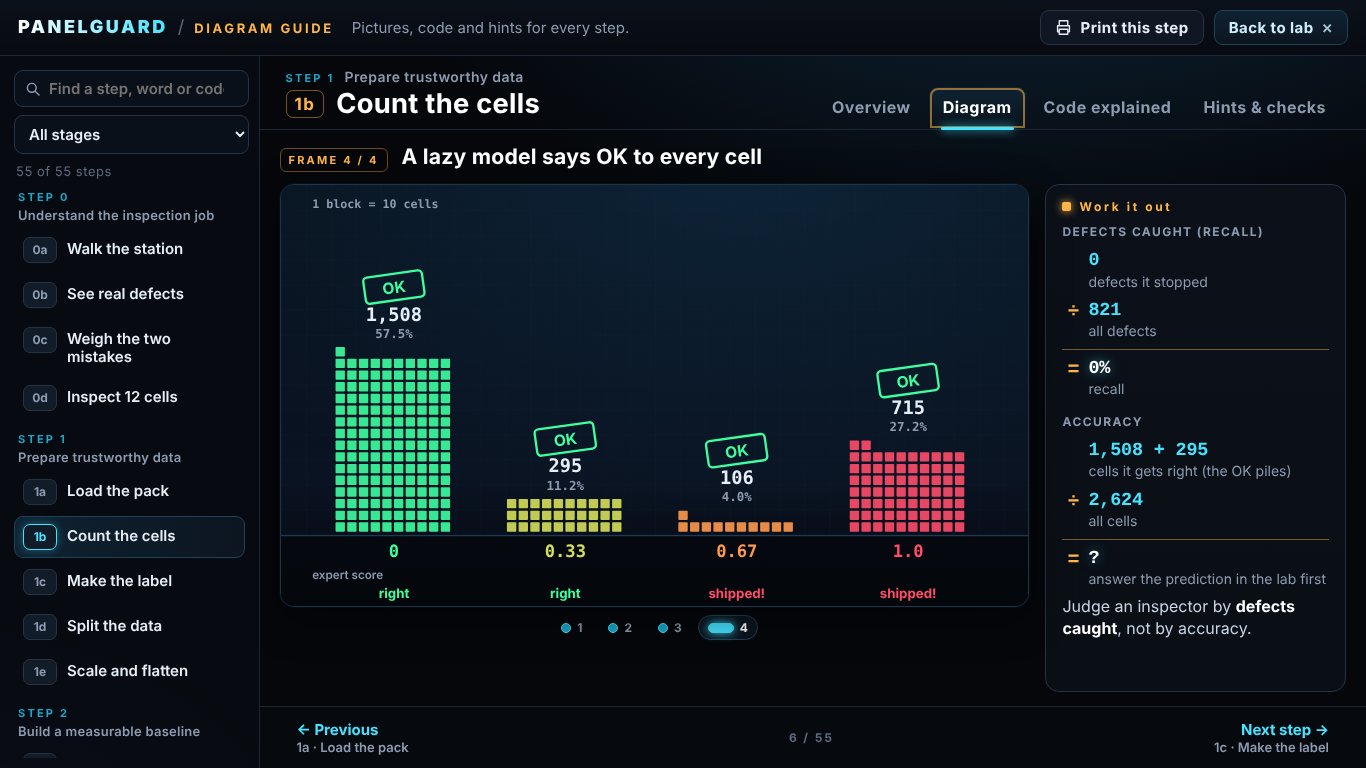 PANELGUARD / DIAGRAM GUIDE Pictures, code and hints for every step.
Print this step
Back to lab ×
Find a step, word or cod
All stages
55 of 55 steps
STEP 0
Understand the inspection job
0a Walk the station
0b See real defects
0c Weigh the two
mistakes
0d Inspect 12 cells
STEP 1
Prepare trustworthy data
1a Load the pack
1b Count the cells
1c Make the label
1d Split the data
1e Scale and flatten
STEP 2
Build a measurable baseline
STEP 1 Prepare trustworthy data
1b Count the cells
Overview
Diagram
Code explained
Hints & checks
FRAME 4 / 4 A lazy model says OK to every cell
1 block = 10 cells
OK
1,508
57.5%
OK
295
11.2%
OK
106
4.0%
OK
715
27.2%
0 0.33 0.67 1.0
expert score
right right shipped! shipped!
1 2 3 4
Work it out
DEFECTS CAUGHT (RECALL)
0
defects it stopped
÷ 821
all defects
= 0%
recall
ACCURACY
1,508 + 295
cells it gets right (the OK piles)
÷ 2,624
all cells
= ?
answer the prediction in the lab first
Judge an inspector by defects
caught, not by accuracy.
← Previous
1a · Load the pack
6 / 55
Next step →
1c · Make the label